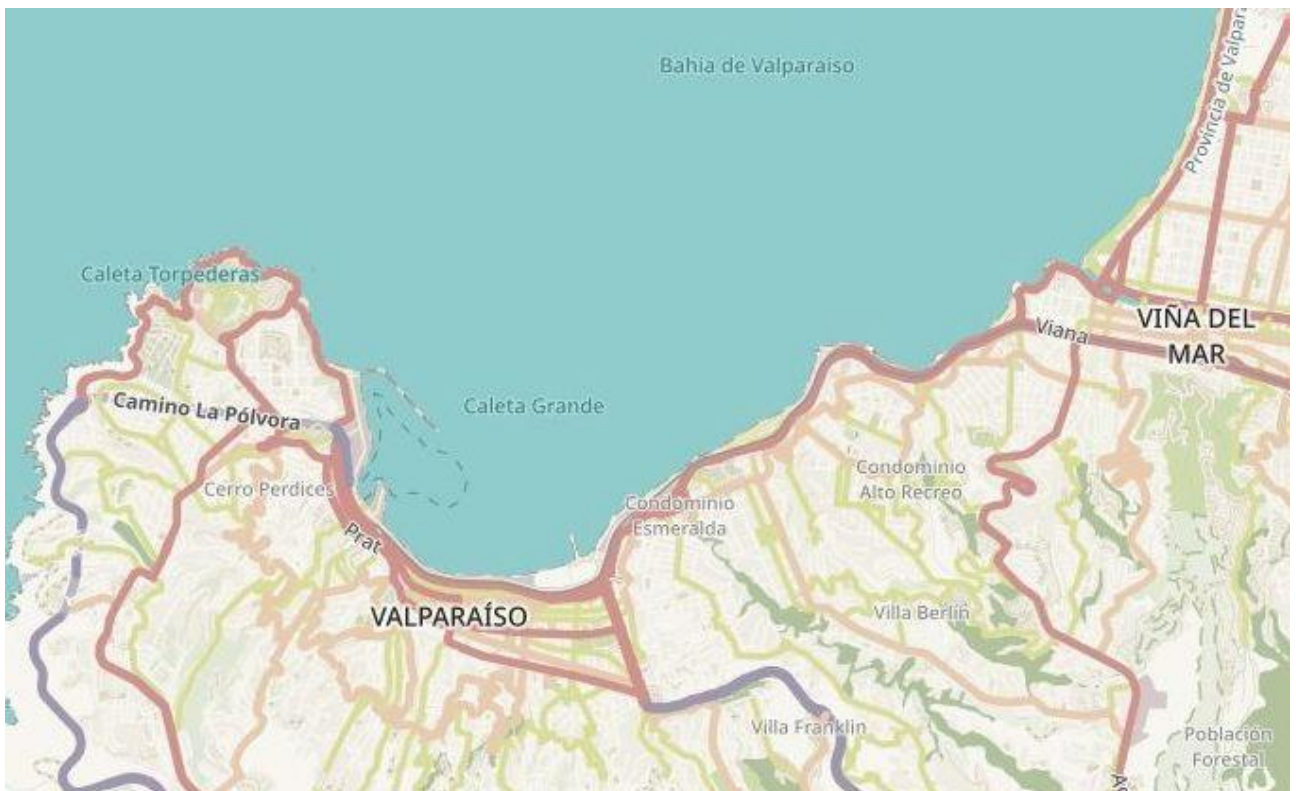 Bahia de Valparaiso
Provincia de Valpara
Caleta Torpederas
VIÑA DEL
MAR
Viana
Camino La Pólvora
Caleta Grande
Condominio
Alto Recreo
Cerro Perdices
Condominio
Esmeralda
Prat
VALPARAÍSO
Villa Berlín
Villa Franklin
Población
Forestal